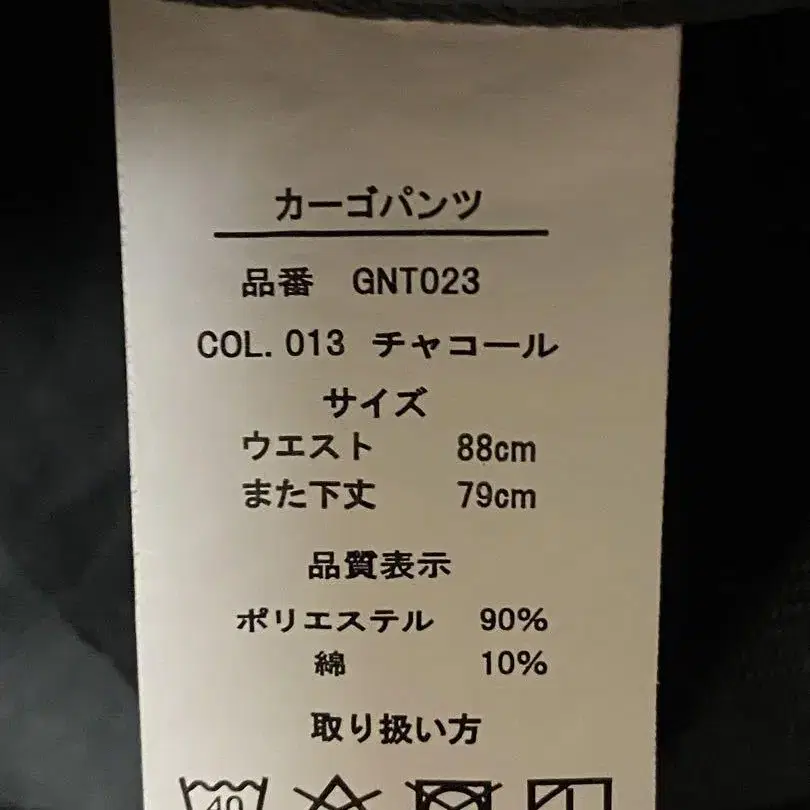 カーゴパンツ
品番 GNT023
COL.013 チャコール
サイズ
ウエスト 88cm
また下丈 79cm
品質表示
ポリエステル 90%
綿 10%
取り扱い方
40